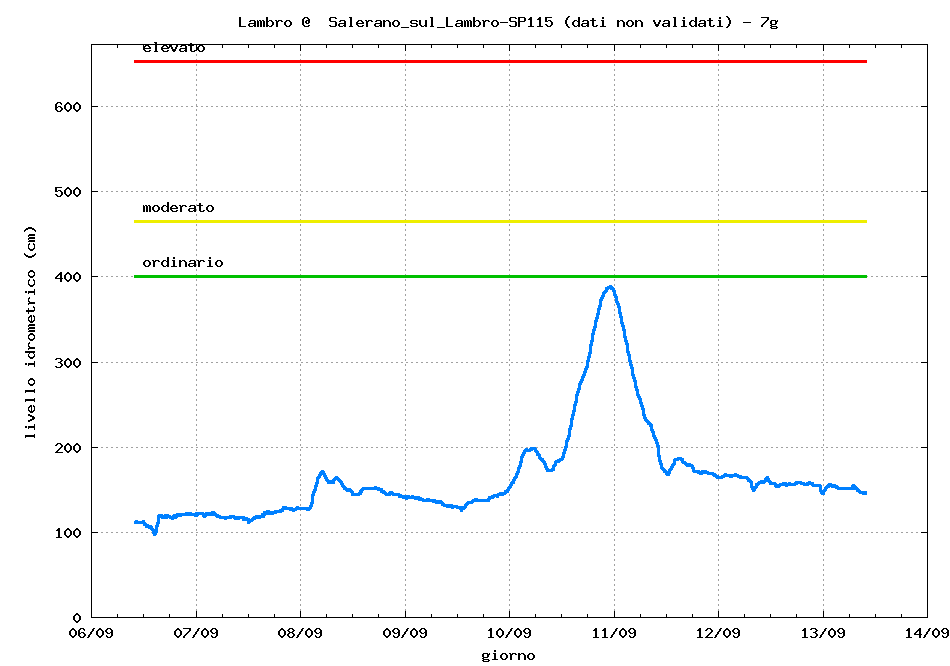 Lambro @  Salerano_sul_Lambro-SP115 (dati non validati) - 7g
elevato
600
500
moderato
ordinario
400
livello idrometrico (cm)
300
200
100
0
06/09 07/09 08/09 09/09 10/09 11/09 12/09 13/09 14/09
giorno